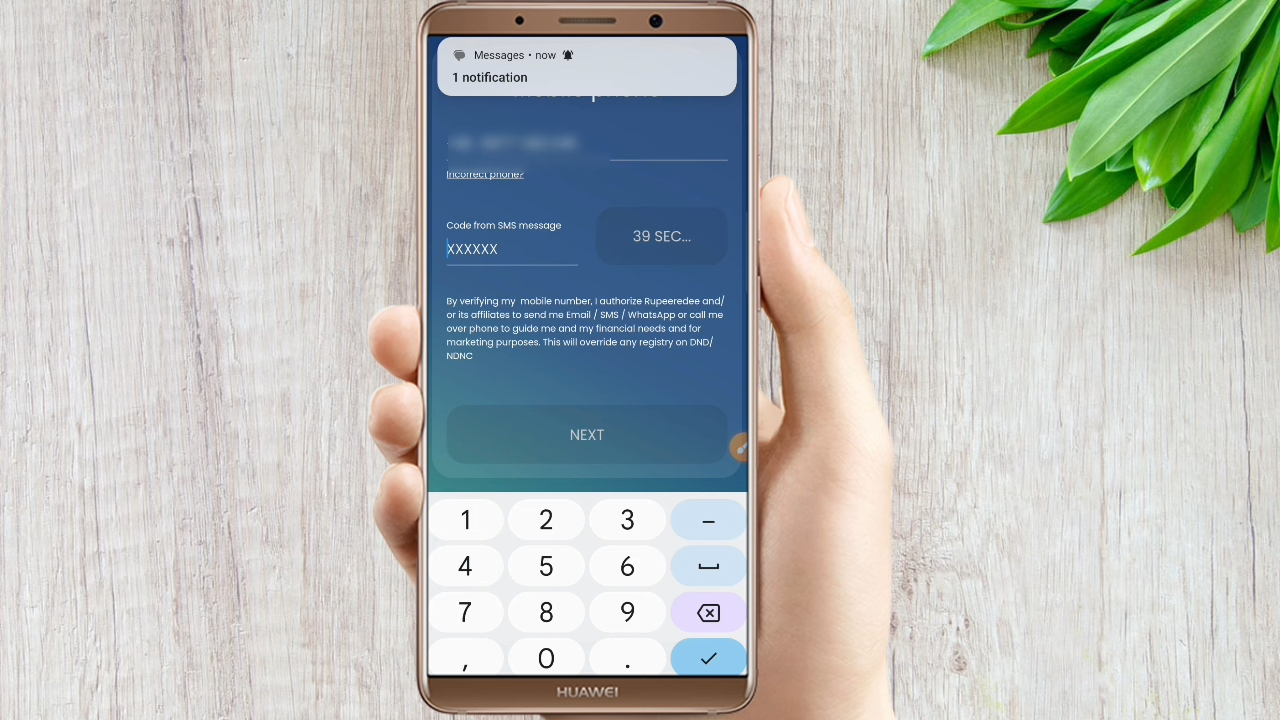 Messages • now
1 notification
Incorrect phone?
Code from SMS message
XXXXXX
39 SEC...
By verifying my mobile number, I authorize Rupeeredee and/
or its affiliates to send me Email / SMS / WhatsApp or call me
over phone to guide me and my financial needs and for
marketing purposes. This will override any registry on DND/
NDNC
NEXT
1 2 3 –
4 5 6
7 8 9
, 0 .
HUAWEI